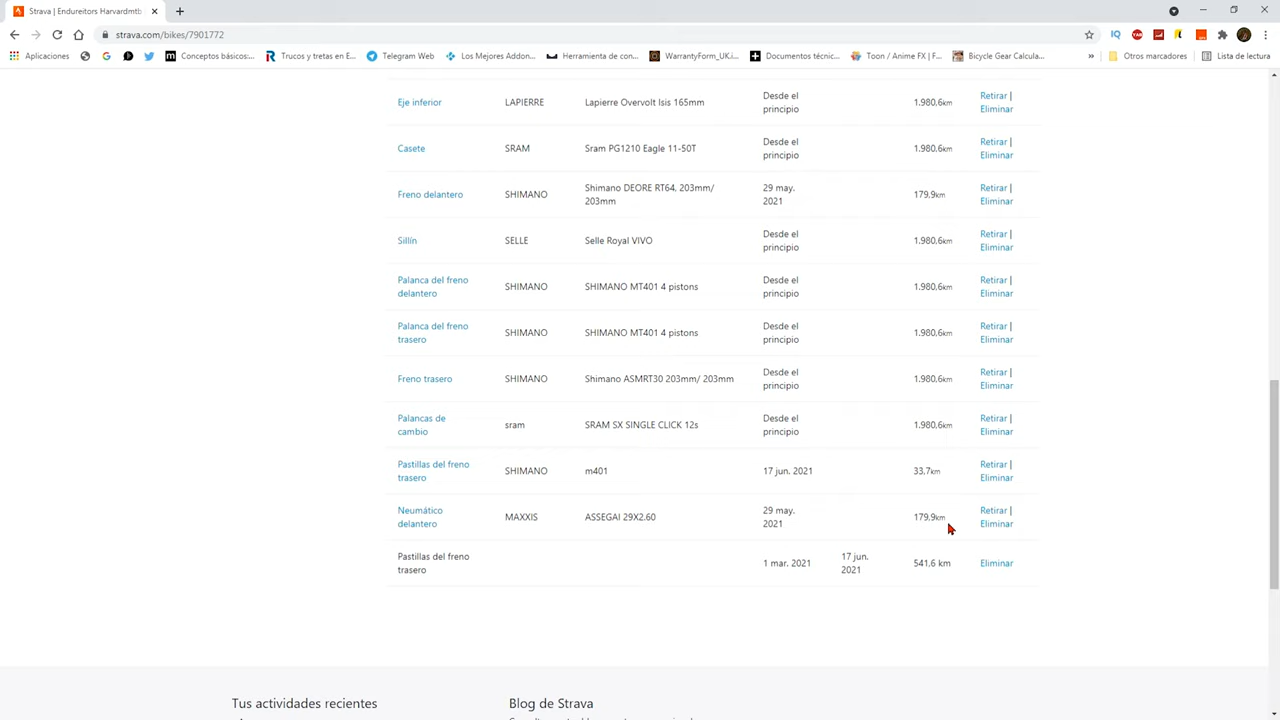 Strava | Endureitors Harvardmtb
strava.com/bikes/7901772
Aplicaciones
Conceptos básicos:...
Trucos y tretas en E...
Telegram Web
Los Mejores Addon...
Herramienta de con...
WarrantyForm_UK.i...
Documentos técnic...
Toon / Anime FX | F...
Bicycle Gear Calcula...
»
Otros marcadores
Lista de lectura
Eje inferior LAPIERRE Lapierre Overvolt Isis 165mm Desde el principio 1.980,6km Retirar | Eliminar
Casete SRAM Sram PG1210 Eagle 11-50T Desde el principio 1.980,6km Retirar | Eliminar
Freno delantero SHIMANO Shimano DEORE RT64, 203mm/ 203mm 29 may. 2021 179,9km Retirar | Eliminar
Sillín SELLE Selle Royal VIVO Desde el principio 1.980,6km Retirar | Eliminar
Palanca del freno delantero SHIMANO SHIMANO MT401 4 pistons Desde el principio 1.980,6km Retirar | Eliminar
Palanca del freno trasero SHIMANO SHIMANO MT401 4 pistons Desde el principio 1.980,6km Retirar | Eliminar
Freno trasero SHIMANO Shimano ASMRT30 203mm/ 203mm Desde el principio 1.980,6km Retirar | Eliminar
Palancas de cambio sram SRAM SX SINGLE CLICK 12s Desde el principio 1.980,6km Retirar | Eliminar
Pastillas del freno trasero SHIMANO m401 17 jun. 2021 33,7km Retirar | Eliminar
Neumático delantero MAXXIS ASSEGAI 29X2.60 29 may. 2021 179,9km Retirar | Eliminar
Pastillas del freno trasero 1 mar. 2021 17 jun. 2021 541,6 km Eliminar
Tus actividades recientes
Blog de Strava